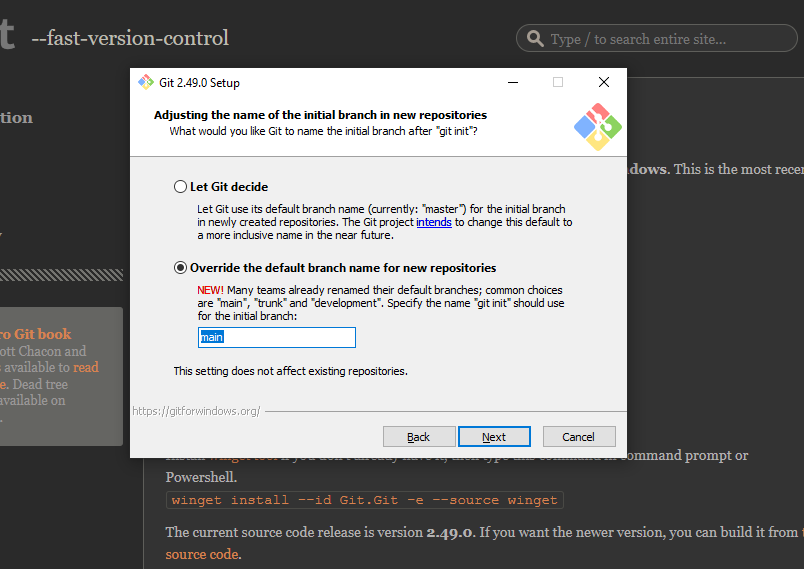 t --fast-version-control
Type / to search entire site...
Git 2.49.0 Setup
Adjusting the name of the initial branch in new repositories
What would you like Git to name the initial branch after "git init"?
Let Git decide
Let Git use its default branch name (currently: "master") for the initial branch
in newly created repositories. The Git project intends to change this default to
a more inclusive name in the near future.
Override the default branch name for new repositories
NEW! Many teams already renamed their default branches; common choices
are "main", "trunk" and "development". Specify the name "git init" should use
for the initial branch:
main
This setting does not affect existing repositories.
https://gitforwindows.org/
Back Next Cancel
tion
dows. This is the most recen
ro Git book
ott Chacon and
s available to read
e. Dead tree
available on
command prompt or
Powershell.
winget install --id Git.Git -e --source winget
The current source code release is version 2.49.0. If you want the newer version, you can build it from t
source code.